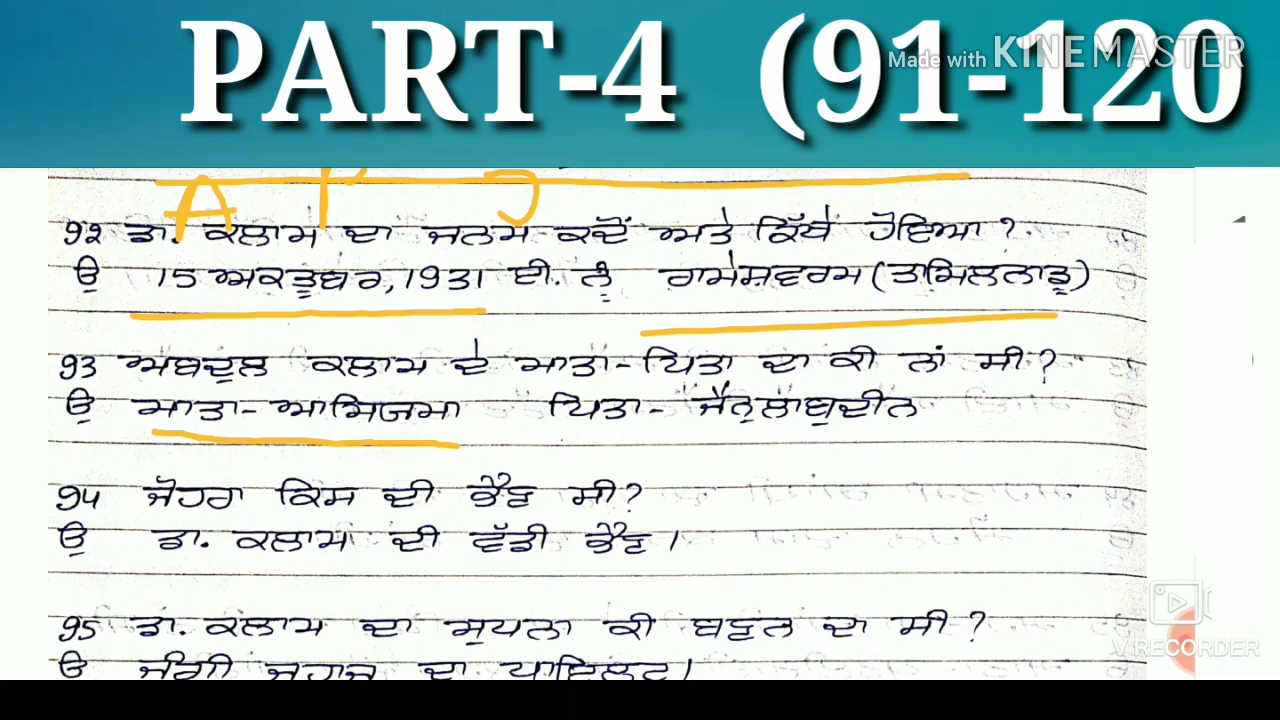 PART-4 (91-120
Made with KINEMASTER
A P J
92 ਡਾ. ਕਲਾਮ ਦਾ ਜਨਮ ਕਦੋਂ ਅਤੇ ਕਿੱਥੇ ਹੋਇਆ?
ਉ 15 ਅਕਤੂਬਰ, 1931 ਈ. ਨੂੰ ਰਾਮੇਸ਼ਵਰਮ (ਤਾਮਿਲਨਾਡੂ)
93 ਅਬਦੁਲ ਕਲਾਮ ਦੇ ਮਾਤਾ-ਪਿਤਾ ਦਾ ਕੀ ਨਾਂ ਸੀ?
ਉ ਮਾਤਾ- ਆਸ਼ਿਜਮਾ ਪਿਤਾ- ਜੈਨੁਲਾਬੁਦੀਨ
94 ਜੋਹਰਾ ਕਿਸ ਦੀ ਭੈਣ ਸੀ?
ਉ ਡਾ. ਕਲਾਮ ਦੀ ਵੱਡੀ ਭੈਣ।
95 ਡਾ. ਕਲਾਮ ਦਾ ਸੁਪਨਾ ਕੀ ਬਣਨ ਦਾ ਸੀ?
ਉ ਜੰਗੀ ਜਹਾਜ਼ ਦਾ ਪਾਇਲਟ।
V RECORDER